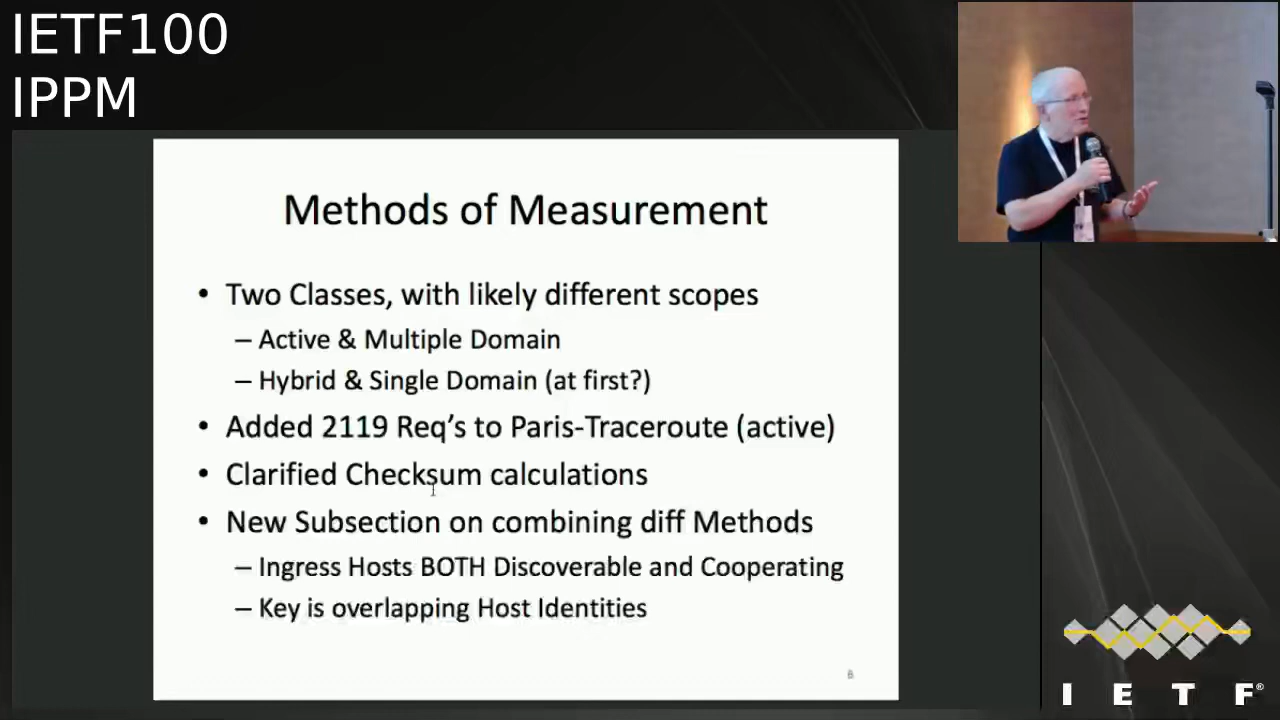 IETF100
IPPM
Methods of Measurement
• Two Classes, with likely different scopes
– Active & Multiple Domain
– Hybrid & Single Domain (at first?)
• Added 2119 Req's to Paris-Traceroute (active)
• Clarified Checksum calculations
• New Subsection on combining diff Methods
– Ingress Hosts BOTH Discoverable and Cooperating
– Key is overlapping Host Identities
I E T F®